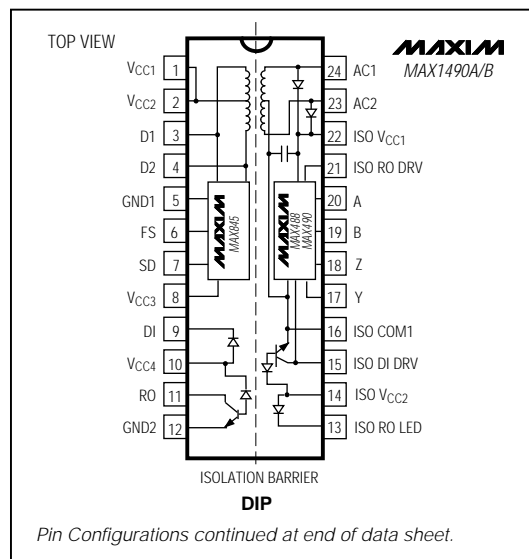 TOP VIEW
MAXIM
MAX1490A/B
VCC1 1
VCC2 2
D1 3
D2 4
GND1 5
FS 6
SD 7
VCC3 8
DI 9
VCC4 10
RO 11
GND2 12
24 AC1
23 AC2
22 ISO VCC1
21 ISO RO DRV
20 A
19 B
18 Z
17 Y
16 ISO COM1
15 ISO DI DRV
14 ISO VCC2
13 ISO RO LED
MAXIM
MAX845
MAXIM
MAX488
MAX490
ISOLATION BARRIER
DIP
Pin Configurations continued at end of data sheet.